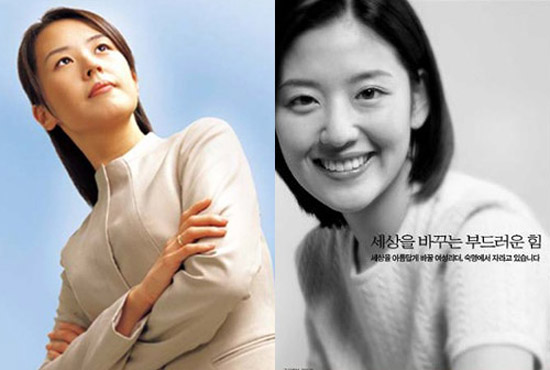 세상을 바꾸는 부드러운 힘
세상을 아름답게 바꿀 여성리더, 숙명에서 자라고 있습니다